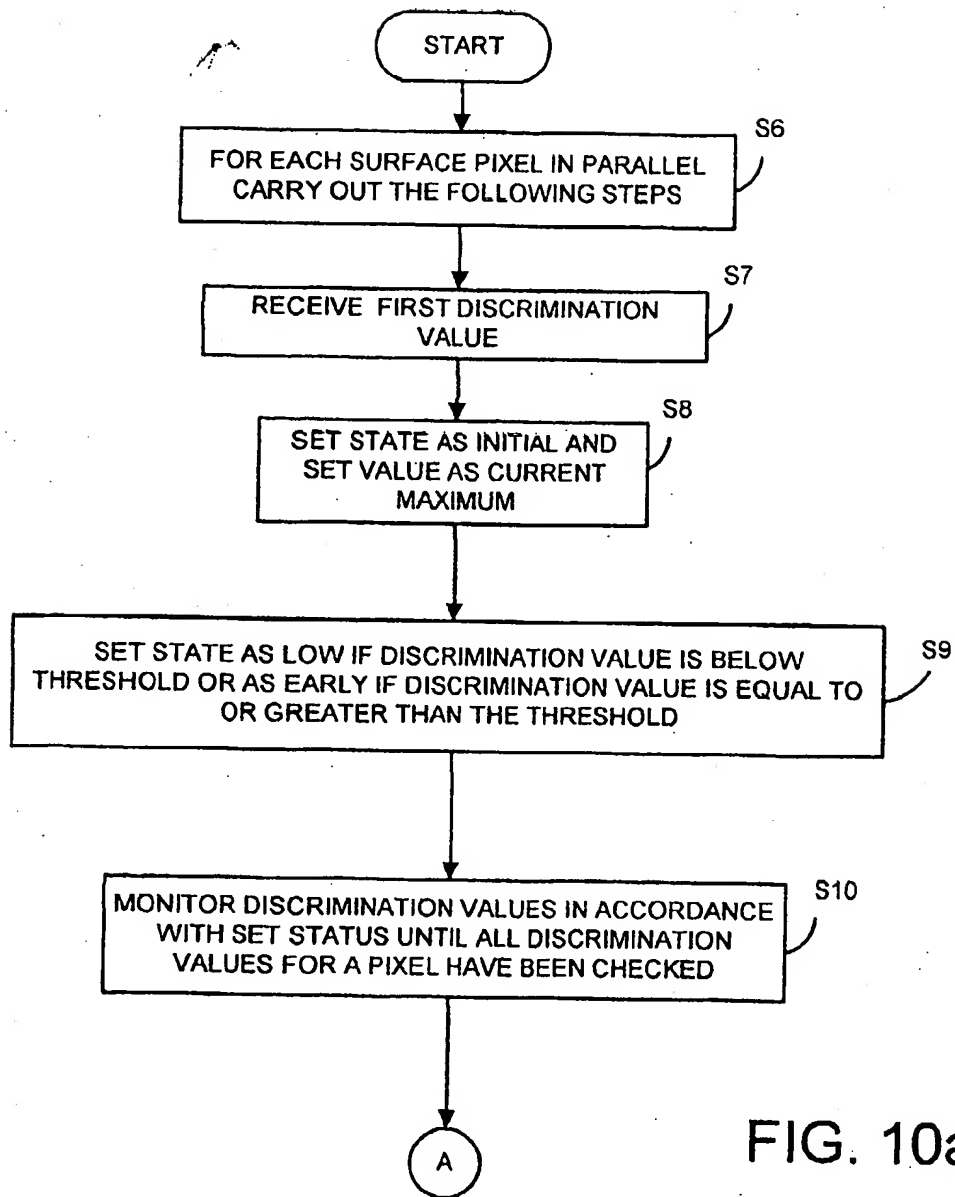 START
S6
FOR EACH SURFACE PIXEL IN PARALLEL
CARRY OUT THE FOLLOWING STEPS
S7
RECEIVE FIRST DISCRIMINATION
VALUE
S8
SET STATE AS INITIAL AND
SET VALUE AS CURRENT
MAXIMUM
S9
SET STATE AS LOW IF DISCRIMINATION VALUE IS BELOW
THRESHOLD OR AS EARLY IF DISCRIMINATION VALUE IS EQUAL TO
OR GREATER THAN THE THRESHOLD
S10
MONITOR DISCRIMINATION VALUES IN ACCORDANCE
WITH SET STATUS UNTIL ALL DISCRIMINATION
VALUES FOR A PIXEL HAVE BEEN CHECKED
A
FIG. 10a